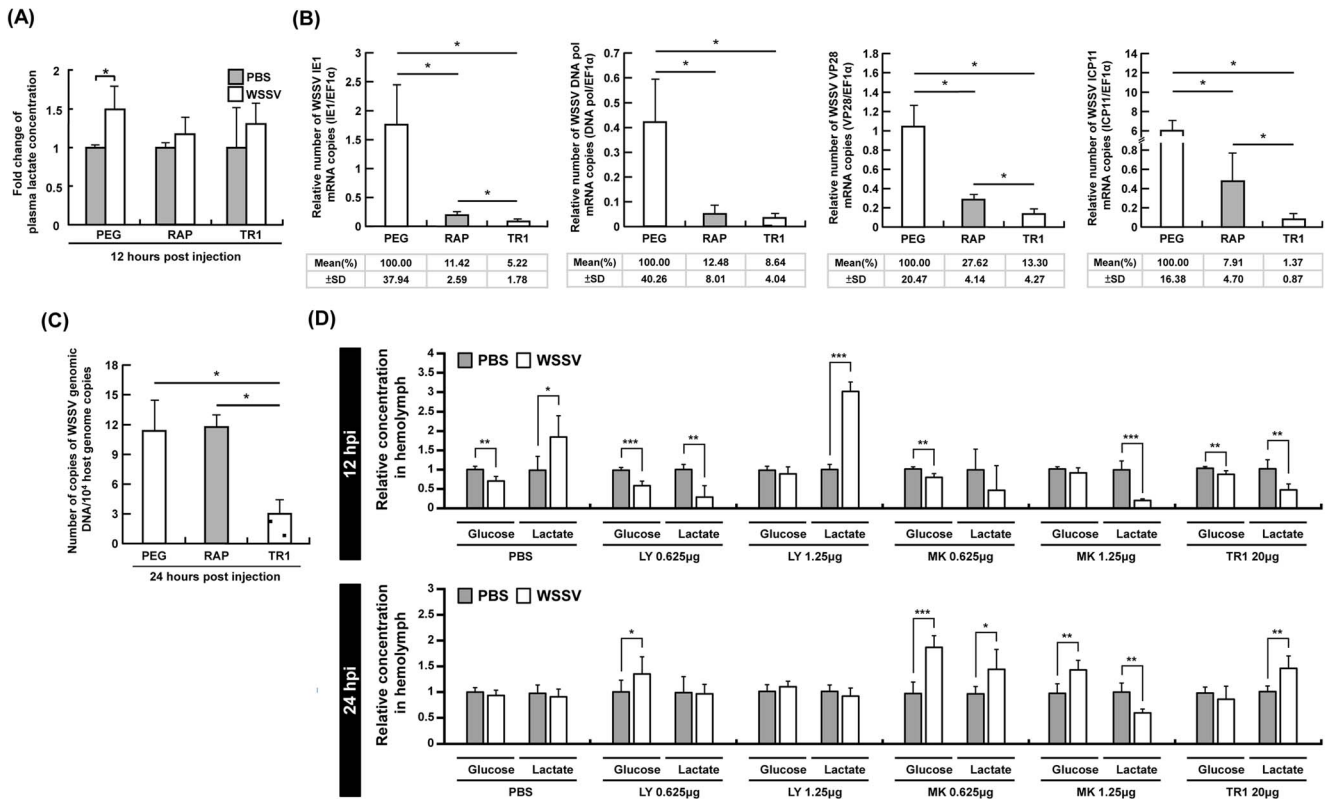 (A)
Fold change of
plasma lactate concentration
2
1.5
1
0.5
0
*
PBS
WSSV
PEG RAP TR1
12 hours post injection
(B)
Relative number of WSSV IE1
mRNA copies (IE1/EF1α)
3
2.5
2
1.5
1
0.5
0
*
*
*
PEG RAP TR1
Mean(%) 100.00 11.42 5.22
±SD 37.94 2.59 1.78
Relative number of WSSV DNA pol
mRNA copies (DNA pol/EF1α)
0.7
0.6
0.5
0.4
0.3
0.2
0.1
0.0
*
*
PEG RAP TR1
Mean(%) 100.00 12.48 8.64
±SD 40.26 8.01 4.04
Relative number of WSSV VP28
mRNA copies (VP28/EF1α)
1.8
1.6
1.4
1.2
1
0.8
0.6
0.4
0.2
0
*
*
*
PEG RAP TR1
Mean(%) 100.00 27.62 13.30
±SD 20.47 4.14 4.27
Relative number of WSSV ICP11
mRNA copies (ICP11/EF1α)
14
12
10
8
6
0.8
0.6
0.4
0.2
0
*
*
*
PEG RAP TR1
Mean(%) 100.00 7.91 1.37
±SD 16.38 4.70 0.87
(C)
Number of copies of WSSV genomic
DNA/10⁴ host genome copies
18
15
12
9
6
3
0
*
*
PEG RAP TR1
24 hours post injection
(D)
12 hpi
Relative concentration
in hemolymph
4
3.5
3
2.5
2
1.5
1
0.5
0
PBS WSSV
** * *** ** *** ** *** ** **
Glucose Lactate Glucose Lactate Glucose Lactate Glucose Lactate Glucose Lactate Glucose Lactate
PBS LY 0.625µg LY 1.25µg MK 0.625µg MK 1.25µg TR1 20µg
24 hpi
Relative concentration
in hemolymph
3
2.5
2
1.5
1
0.5
0
PBS WSSV
* *** * ** ** **
Glucose Lactate Glucose Lactate Glucose Lactate Glucose Lactate Glucose Lactate Glucose Lactate
PBS LY 0.625µg LY 1.25µg MK 0.625µg MK 1.25µg TR1 20µg